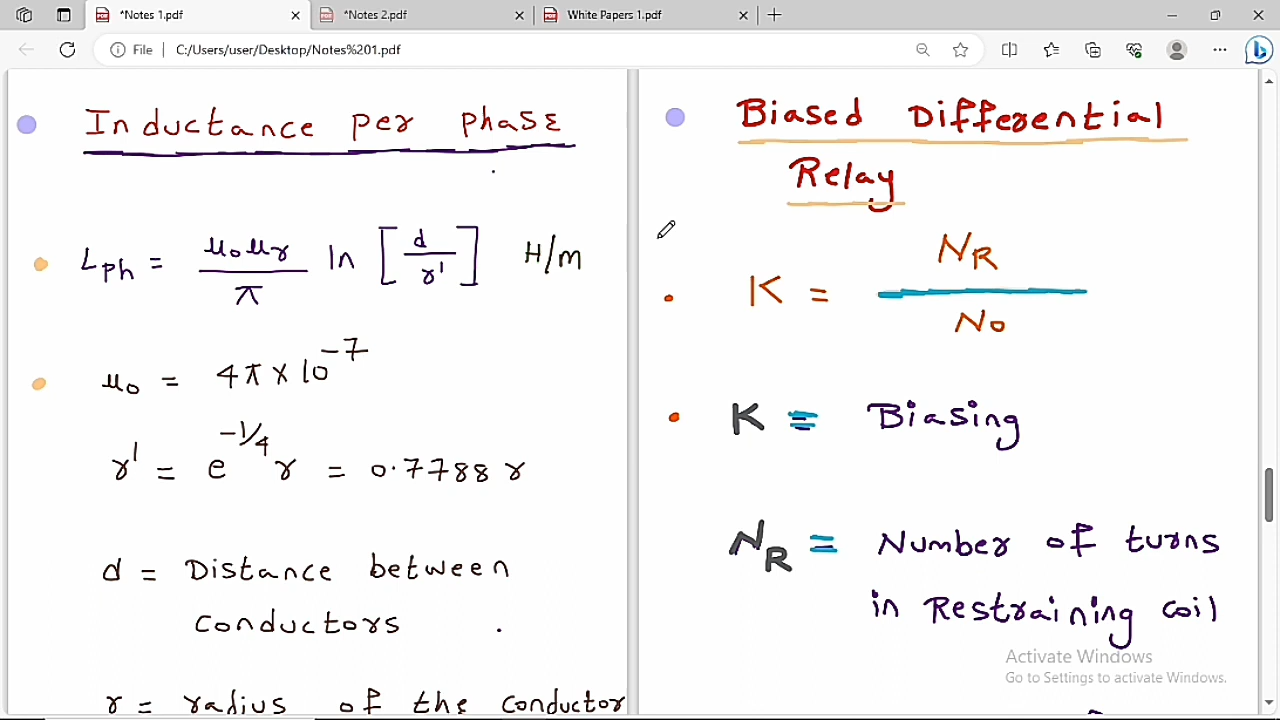 *Notes 1.pdf
*Notes 2.pdf
White Papers 1.pdf
File
C:/Users/user/Desktop/Notes%201.pdf
Inductance per phase
Lph = μ₀μr / π ln [d / r'] H/m
μ₀ = 4π × 10⁻⁷
r' = e^(-1/4) r = 0.7788 r
d = Distance between
conductors
r = radius of the conductor
Biased Differential
Relay
K = NR / No
K = Biasing
NR = Number of turns
in Restraining coil
Activate Windows
Go to Settings to activate Windows.